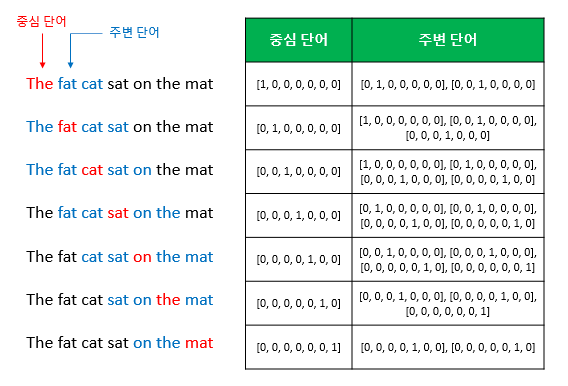 중심 단어
주변 단어
The fat cat sat on the mat
The fat cat sat on the mat
The fat cat sat on the mat
The fat cat sat on the mat
The fat cat sat on the mat
The fat cat sat on the mat
The fat cat sat on the mat
중심 단어 주변 단어
[1, 0, 0, 0, 0, 0, 0] [0, 1, 0, 0, 0, 0, 0], [0, 0, 1, 0, 0, 0, 0]
[0, 1, 0, 0, 0, 0, 0] [1, 0, 0, 0, 0, 0, 0], [0, 0, 1, 0, 0, 0, 0],
[0, 0, 0, 1, 0, 0, 0]
[0, 0, 1, 0, 0, 0, 0] [1, 0, 0, 0, 0, 0, 0], [0, 1, 0, 0, 0, 0, 0],
[0, 0, 0, 1, 0, 0, 0], [0, 0, 0, 0, 1, 0, 0]
[0, 0, 0, 1, 0, 0, 0] [0, 1, 0, 0, 0, 0, 0], [0, 0, 1, 0, 0, 0, 0],
[0, 0, 0, 0, 1, 0, 0], [0, 0, 0, 0, 0, 1, 0]
[0, 0, 0, 0, 1, 0, 0] [0, 0, 1, 0, 0, 0, 0], [0, 0, 0, 1, 0, 0, 0],
[0, 0, 0, 0, 0, 1, 0], [0, 0, 0, 0, 0, 0, 1]
[0, 0, 0, 0, 0, 1, 0] [0, 0, 0, 1, 0, 0, 0], [0, 0, 0, 0, 1, 0, 0],
[0, 0, 0, 0, 0, 0, 1]
[0, 0, 0, 0, 0, 0, 1] [0, 0, 0, 0, 1, 0, 0], [0, 0, 0, 0, 0, 1, 0]